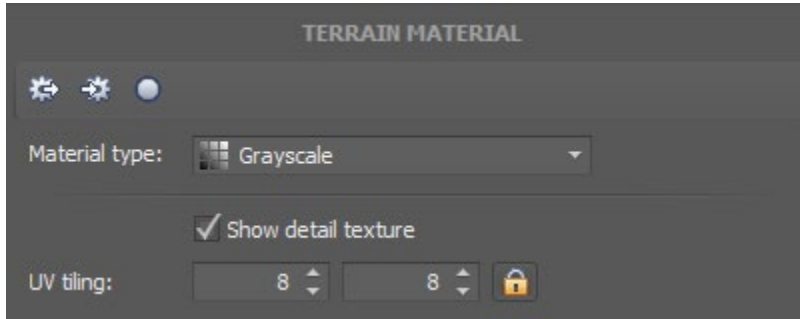 TERRAIN MATERIAL
Material type: Grayscale
Show detail texture
UV tiling: 8 8